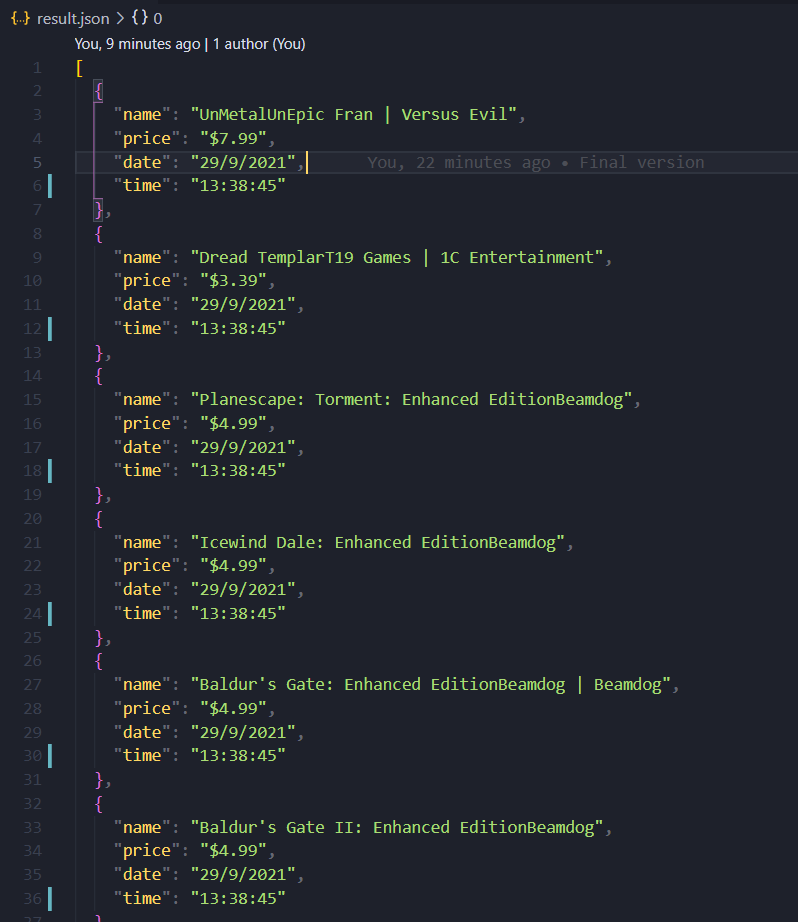 {..} result.json > {} 0
You, 9 minutes ago | 1 author (You)
1 [
2 {
3 "name": "UnMetalUnEpic Fran | Versus Evil",
4 "price": "$7.99",
5 "date": "29/9/2021", You, 22 minutes ago • Final version
6 "time": "13:38:45"
7 },
8 {
9 "name": "Dread TemplarT19 Games | 1C Entertainment",
10 "price": "$3.39",
11 "date": "29/9/2021",
12 "time": "13:38:45"
13 },
14 {
15 "name": "Planescape: Torment: Enhanced EditionBeamdog",
16 "price": "$4.99",
17 "date": "29/9/2021",
18 "time": "13:38:45"
19 },
20 {
21 "name": "Icewind Dale: Enhanced EditionBeamdog",
22 "price": "$4.99",
23 "date": "29/9/2021",
24 "time": "13:38:45"
25 },
26 {
27 "name": "Baldur's Gate: Enhanced EditionBeamdog | Beamdog",
28 "price": "$4.99",
29 "date": "29/9/2021",
30 "time": "13:38:45"
31 },
32 {
33 "name": "Baldur's Gate II: Enhanced EditionBeamdog",
34 "price": "$4.99",
35 "date": "29/9/2021",
36 "time": "13:38:45"
37 }